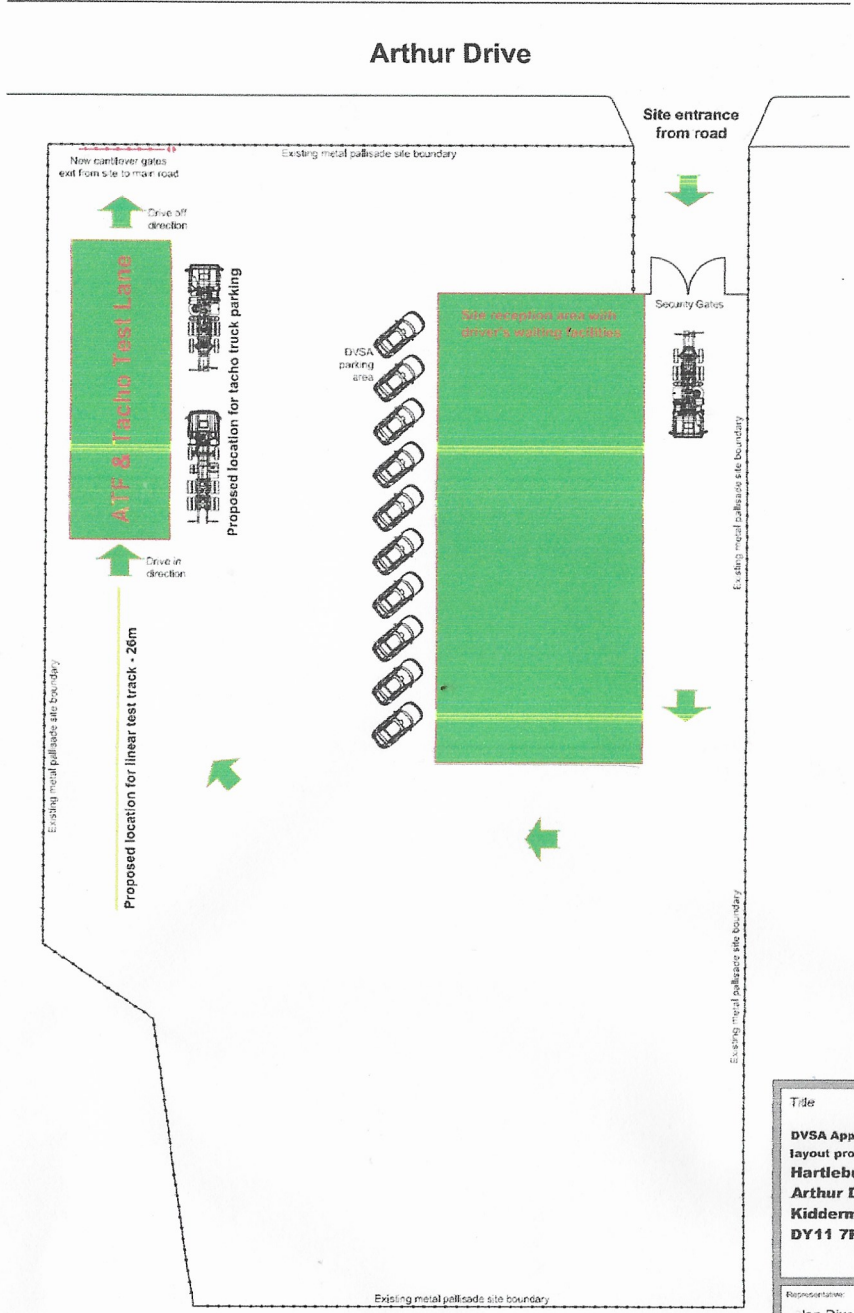 Arthur Drive
Site entrance
from road
Existing metal pallisade site boundary
New cantilever gates
exit from site to main road
Drive off
direction
ATF & Tacho Test Lane
Proposed location for tacho truck parking
DVSA
parking
area
Site reception area with
driver's waiting facilities
Security Gates
Existing metal pallisade site boundary
Drive in
direction
Proposed location for linear test track - 26m
Existing metal pallisade site boundary
Existing metal pallisade site boundary
Existing metal pallisade site boundary
Title
DVSA App
layout pro
Hartlebu
Arthur D
Kidderm
DY11 7
Representative: